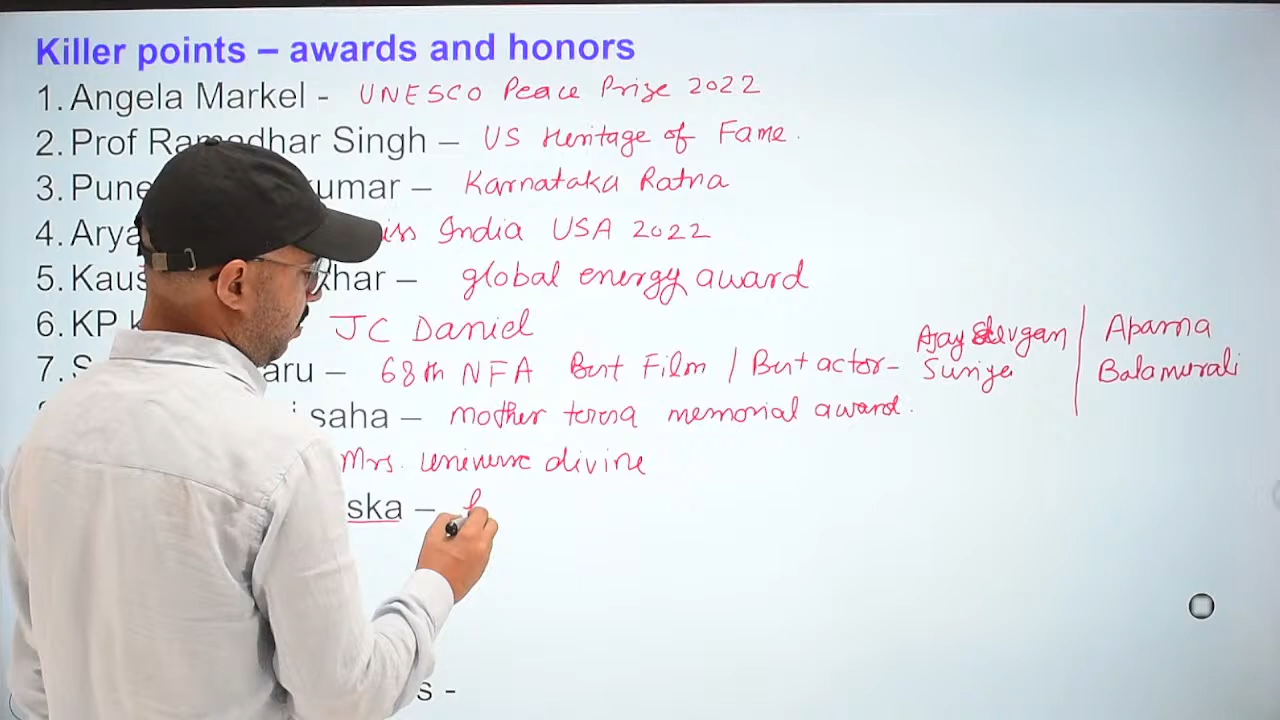 Killer points – awards and honors
1. Angela Markel - UNESCO Peace Prize 2022
2. Prof Ramadhar Singh – US Heritage of Fame.
3. Pune umar – Karnataka Ratna
4. Arya iss India USA 2022
5. Kaus khar – global energy award
6. KP JC Daniel
7. S aru – 68th NFA Best Film / Best actor- Ajay Devgan Suriya | Aparna Balamurali
i saha – mother teresa memorial award.
Mrs. universe divine
ska –
s -